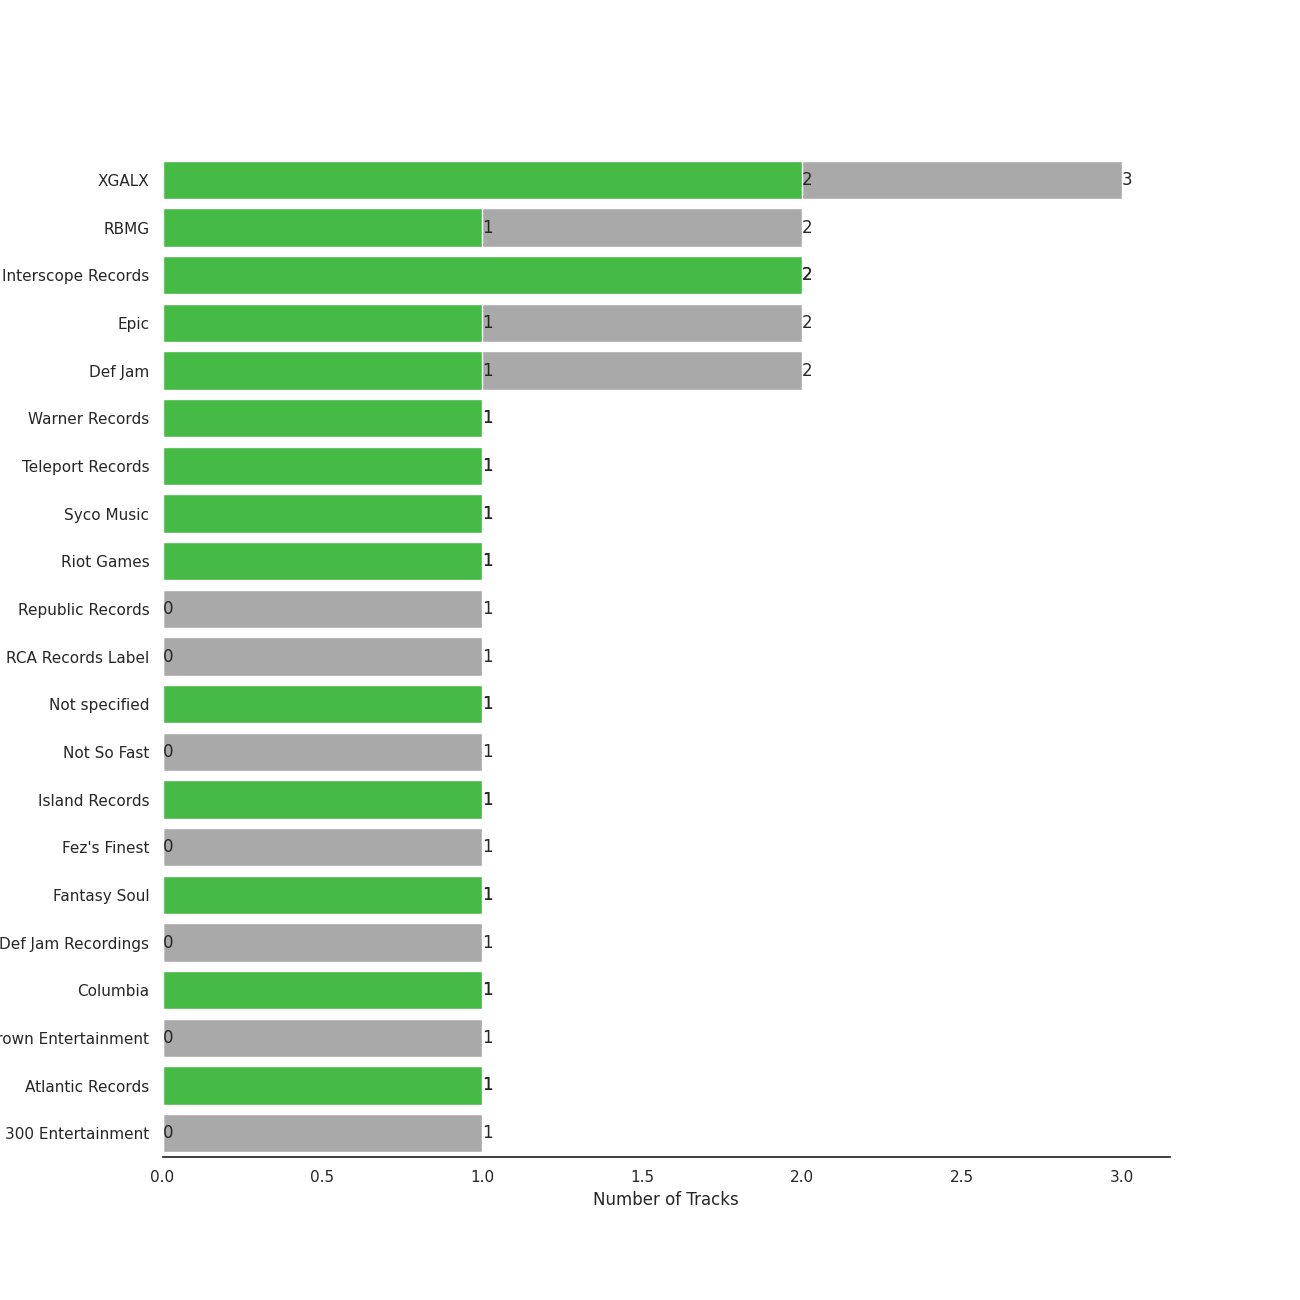 XGALX 2 3
RBMG 1 2
Interscope Records 2
Epic 1 2
Def Jam 1 2
Warner Records 1
Teleport Records 1
Syco Music 1
Riot Games 1
Republic Records 0 1
RCA Records Label 0 1
Not specified 1
Not So Fast 0 1
Island Records 1
Fez's Finest 0 1
Fantasy Soul 1
Def Jam Recordings 0 1
Columbia 1
rown Entertainment 0 1
Atlantic Records 1
300 Entertainment 0 1
0.0 0.5 1.0 1.5 2.0 2.5 3.0
Number of Tracks